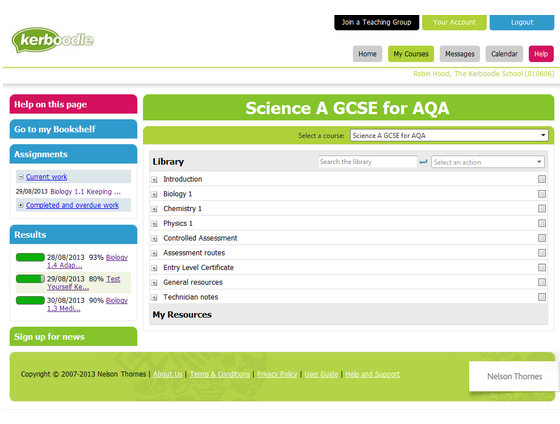 Join a Teaching Group
Your Account
Logout
kerboodle
Home
My Courses
Messages
Calendar
Help
Robin Hood, The Kerboodle School (010606)
Help on this page
Go to my Bookshelf
Assignments
Current work
29/08/2013 Biology 1.1 Keeping ...
Completed and overdue work
Results
28/08/2013 93% Biology
1.4 Adap...
29/08/2013 80% Test
Yourself Ke...
30/08/2013 90% Biology
1.3 Medi...
Sign up for news
Science A GCSE for AQA
Select a course: Science A GCSE for AQA
Library
Search the library
Select an action
Introduction
Biology 1
Chemistry 1
Physics 1
Controlled Assessment
Assessment routes
Entry Level Certificate
General resources
Technician notes
My Resources
Copyright © 2007-2013 Nelson Thornes | About Us | Terms & Conditions | Privacy Policy | User Guide | Help and Support
Nelson Thornes